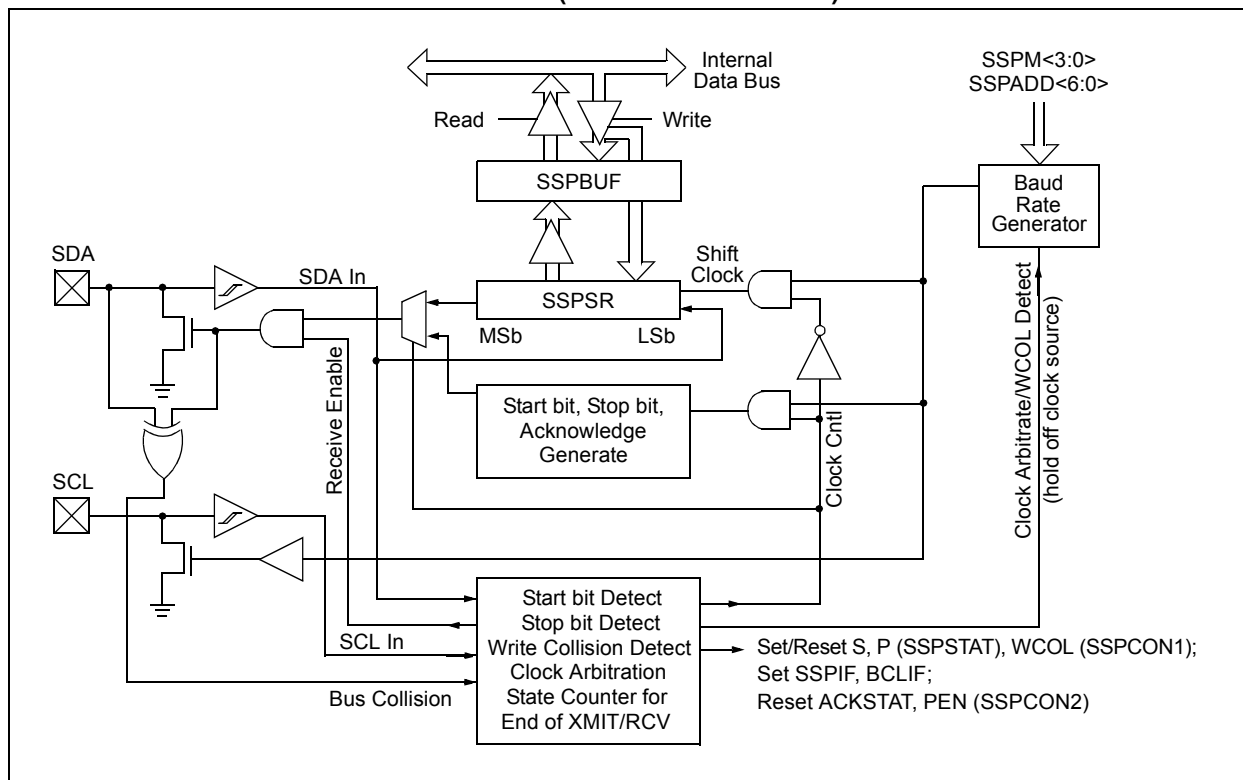 Internal
Data Bus
Read
Write
SSPM<3:0>
SSPADD<6:0>
SSPBUF
Baud
Rate
Generator
SDA
SDA In
Shift
Clock
SSPSR
MSb
LSb
Start bit, Stop bit,
Acknowledge
Generate
Receive Enable
Clock Cntl
Clock Arbitrate/WCOL Detect
(hold off clock source)
SCL
SCL In
Bus Collision
Start bit Detect
Stop bit Detect
Write Collision Detect
Clock Arbitration
State Counter for
End of XMIT/RCV
Set/Reset S, P (SSPSTAT), WCOL (SSPCON1);
Set SSPIF, BCLIF;
Reset ACKSTAT, PEN (SSPCON2)